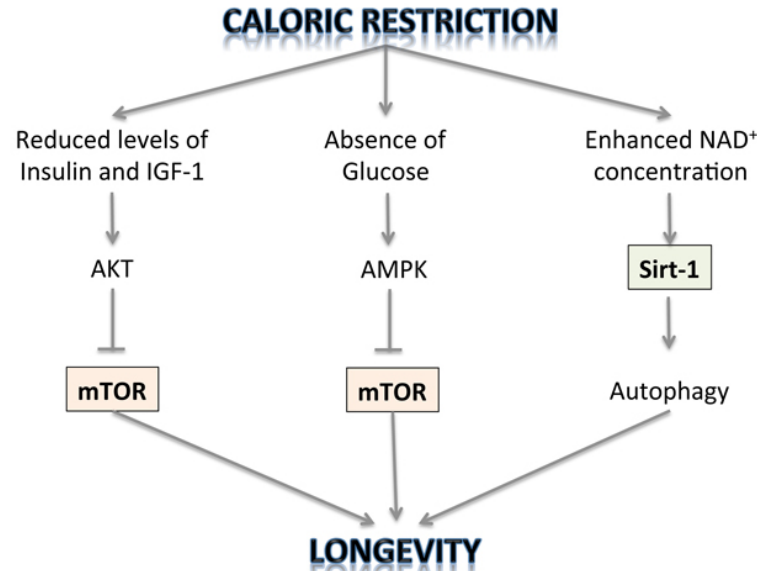 CALORIC RESTRICTION
Reduced levels of
Insulin and IGF-1
Absence of
Glucose
Enhanced NAD⁺
concentration
AKT
AMPK
Sirt-1
mTOR
mTOR
Autophagy
LONGEVITY